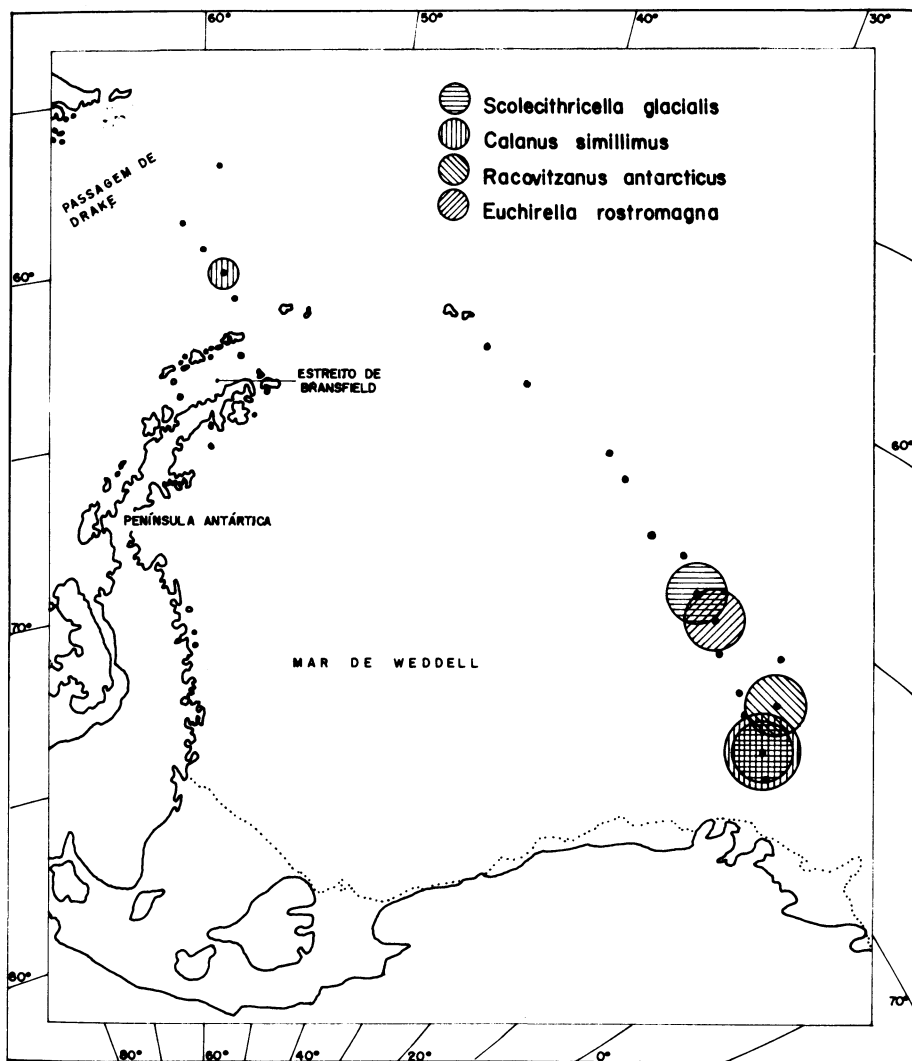 60°
50°
40°
30°
Scolecithricella glacialis
Calanus simillimus
Racovitzanus antarcticus
Euchirella rostromagna
PASSAGEM DE
DRAKE
60°
ESTREITO DE
BRANSFIELD
60°
PENÍNSULA ANTÁRTICA
70°
MAR DE WEDDELL
80°
70°
80°
60°
40°
20°
0°